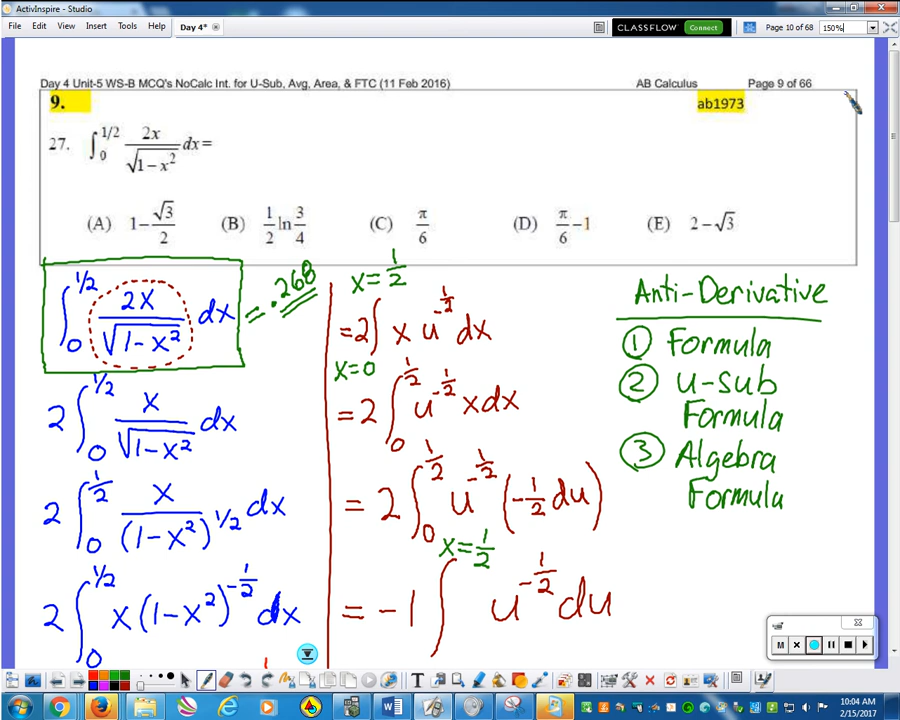 ActivInspire - Studio
File Edit View Insert Tools Help Day 4* CLASSFLOW Connect Page 10 of 68 150%
Day 4 Unit-5 WS-B MCQ's NoCalc Int. for U-Sub, Avg, Area, & FTC (11 Feb 2016) AB Calculus Page 9 of 66
9. ab1973
27. ∫₀^{1/2} 2x/√(1−x²) dx =
(A) 1−√3/2 (B) 1/2 ln 3/4 (C) π/6 (D) π/6 −1 (E) 2−√3
∫₀^{1/2} 2x/√(1−x²) dx = .268
2∫₀^{1/2} x/√(1−x²) dx
2∫₀^{1/2} x/(1−x²)^{1/2} dx
2∫₀^{1/2} x(1−x²)^{-1/2} dx
x=1/2
=2∫ x u^{-1/2} dx
x=0
=2∫₀^{1/2} u^{-1/2} x dx
=2∫₀^{1/2} u^{-1/2} (-1/2 du)
x=1/2
=-1∫ u^{-1/2} du
Anti-Derivative
① Formula
② u-sub
Formula
③ Algebra
Formula
M
T
10:04 AM
2/15/2017